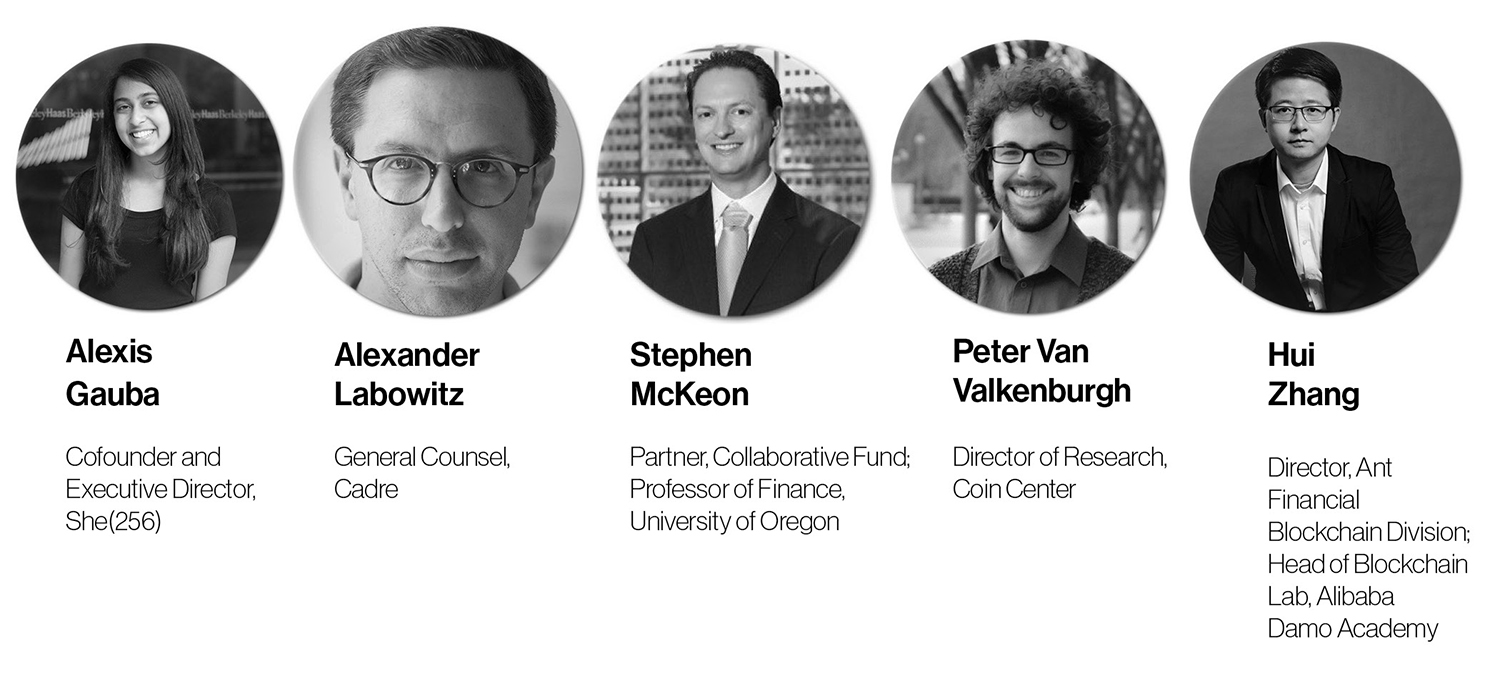 eleyHaasBerkeley
eyHaasBerkeleyHaas
Alexis
Gauba
Cofounder and
Executive Director,
She(256)
Alexander
Labowitz
General Counsel,
Cadre
Stephen
McKeon
Partner, Collaborative Fund;
Professor of Finance,
University of Oregon
Peter Van
Valkenburgh
Director of Research,
Coin Center
Hui
Zhang
Director, Ant
Financial
Blockchain Division;
Head of Blockchain
Lab, Alibaba
Damo Academy